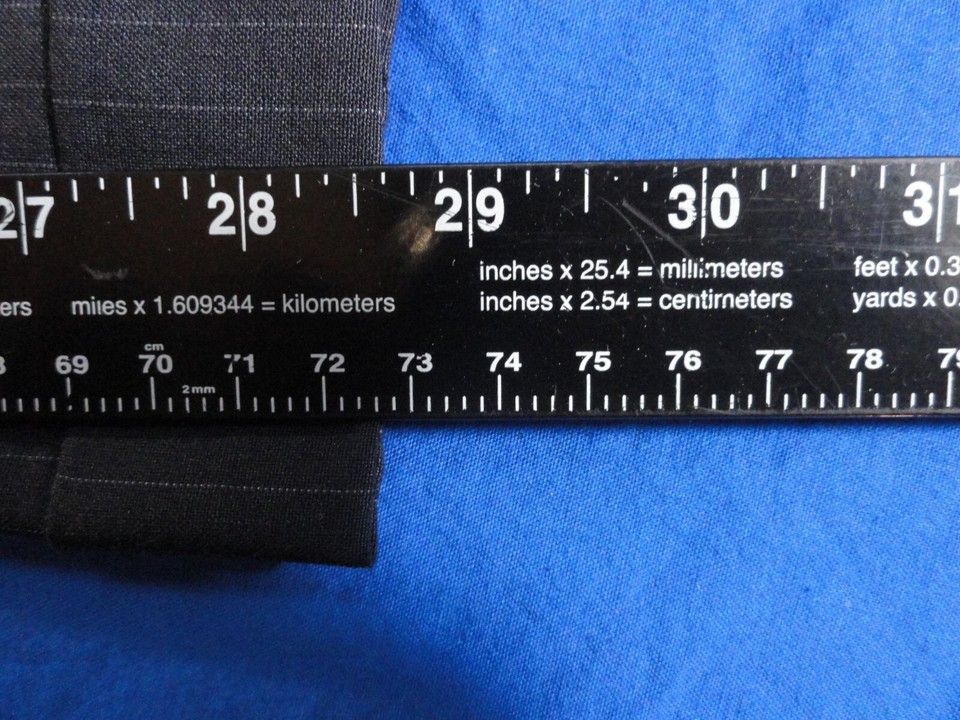 27 28 29 30 31
inches x 25.4 = millimeters feet x 0.3
ers miles x 1.609344 = kilometers inches x 2.54 = centimeters yards x 0.
cm
69 70 71 72 73 74 75 76 77 78 79
2mm